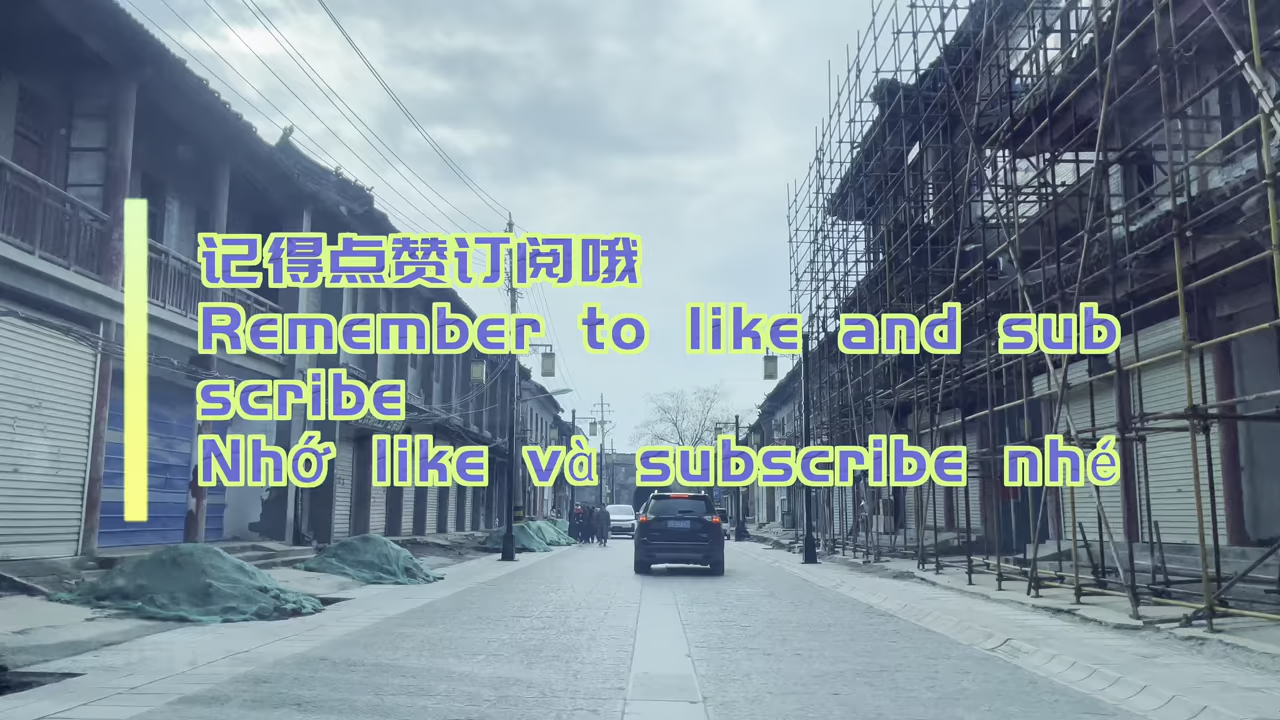 记得点赞订阅哦
Remember to like and sub
scribe
Nhớ like và subscribe nhé